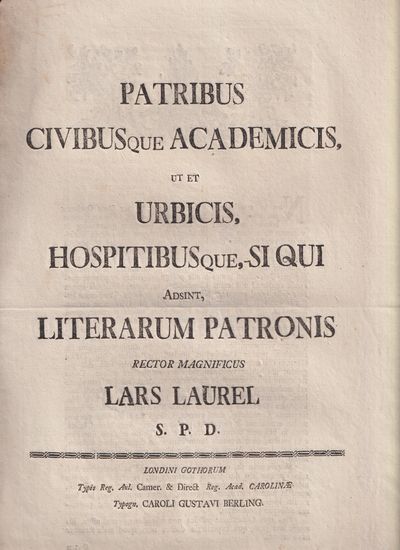 PATRIBUS
CIVIBUSQUE ACADEMICIS,
UT ET
URBICIS,
HOSPITIBUSQUE,-SI QUI
ADSINT,
LITERARUM PATRONIS
RECTOR MAGNIFICUS
LARS LAUREL
S. P. D.
LONDINI GOTHORUM
Typis Reg. Aul. Camer. & Direct Reg. Acad. CAROLINÆ
Typogr. CAROLI GUSTAVI BERLING.